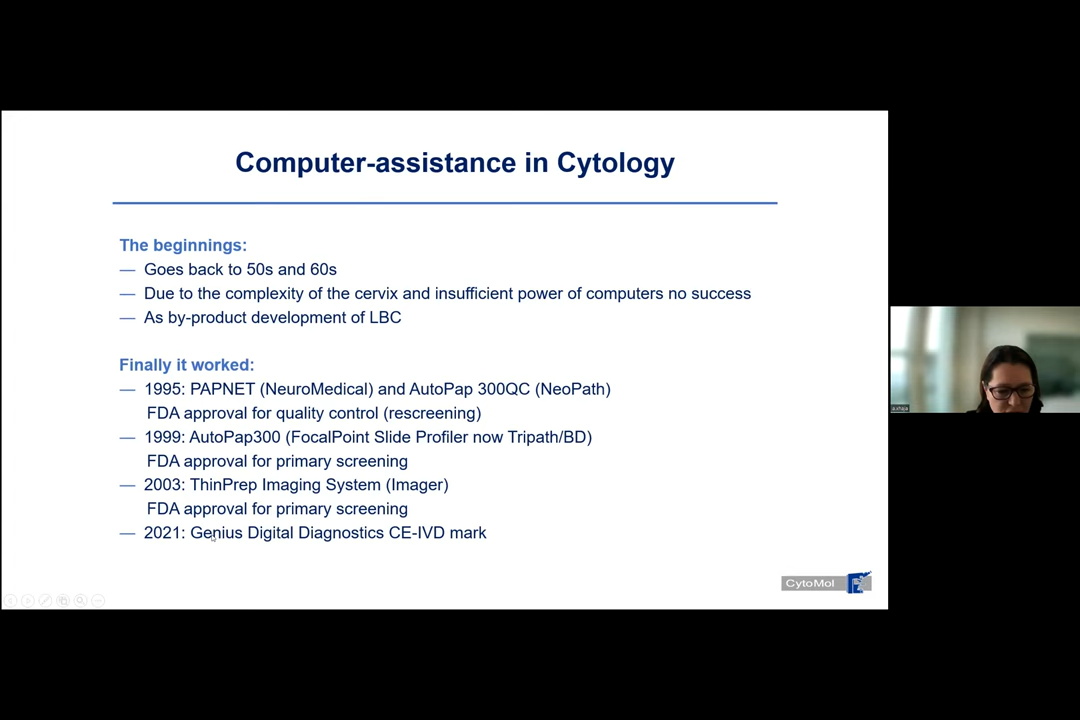 Computer-assistance in Cytology
The beginnings:
— Goes back to 50s and 60s
— Due to the complexity of the cervix and insufficient power of computers no success
— As by-product development of LBC
Finally it worked:
— 1995: PAPNET (NeuroMedical) and AutoPap 300QC (NeoPath)
FDA approval for quality control (rescreening)
— 1999: AutoPap300 (FocalPoint Slide Profiler now Tripath/BD)
FDA approval for primary screening
— 2003: ThinPrep Imaging System (Imager)
FDA approval for primary screening
— 2021: Genius Digital Diagnostics CE-IVD mark
CytoMol